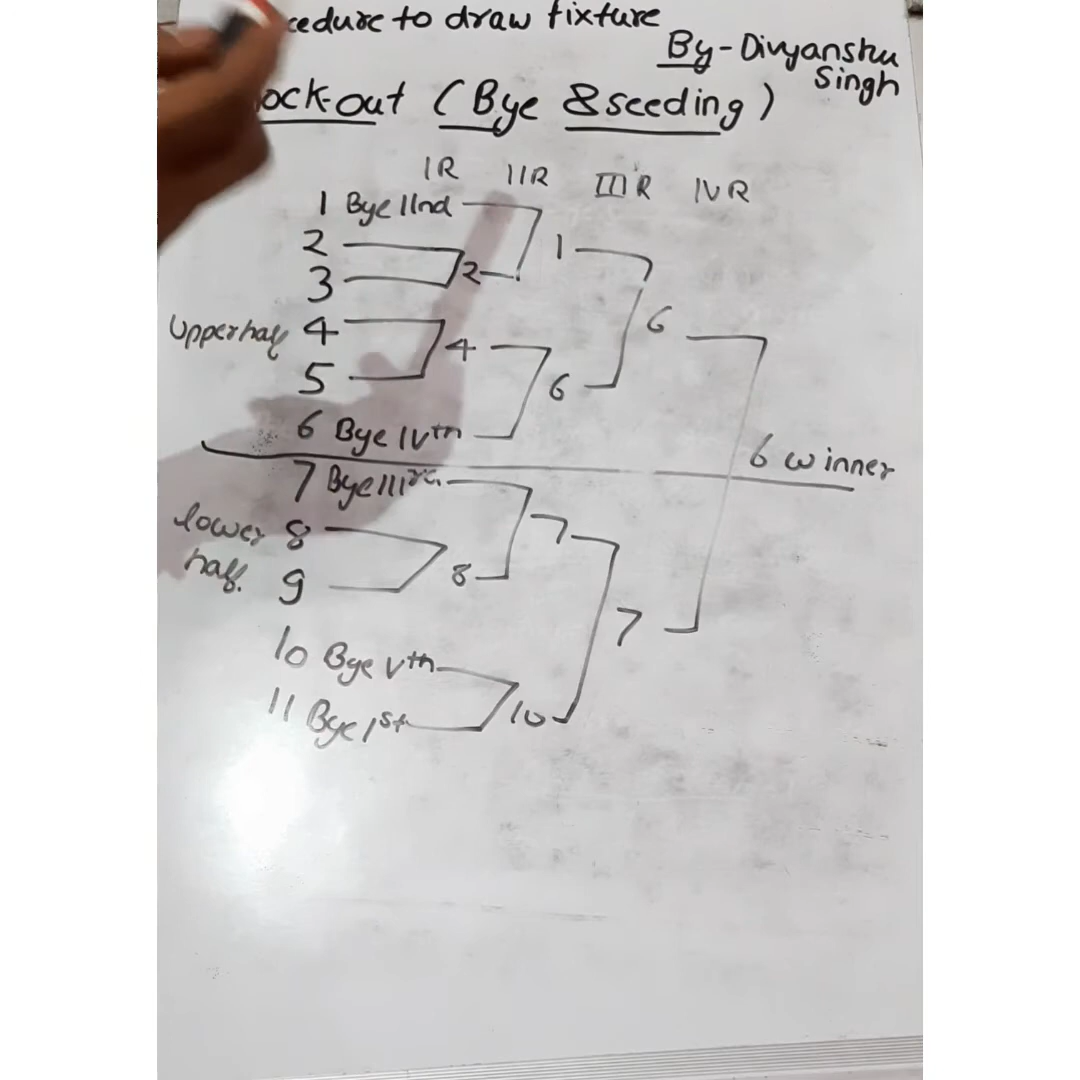 cedure to draw fixture
By-Divyanshu
Singh
ock-out (Bye & seeding)
IR IIR IIIR IVR
1 Bye IInd
2
3
2
1
Upper half 4
5
4
6
6
6 Bye IVth
6 winner
7 Bye IIIrd
lower 8
half. 9
8
7
7
10 Bye Vth
11 Bye 1st
10